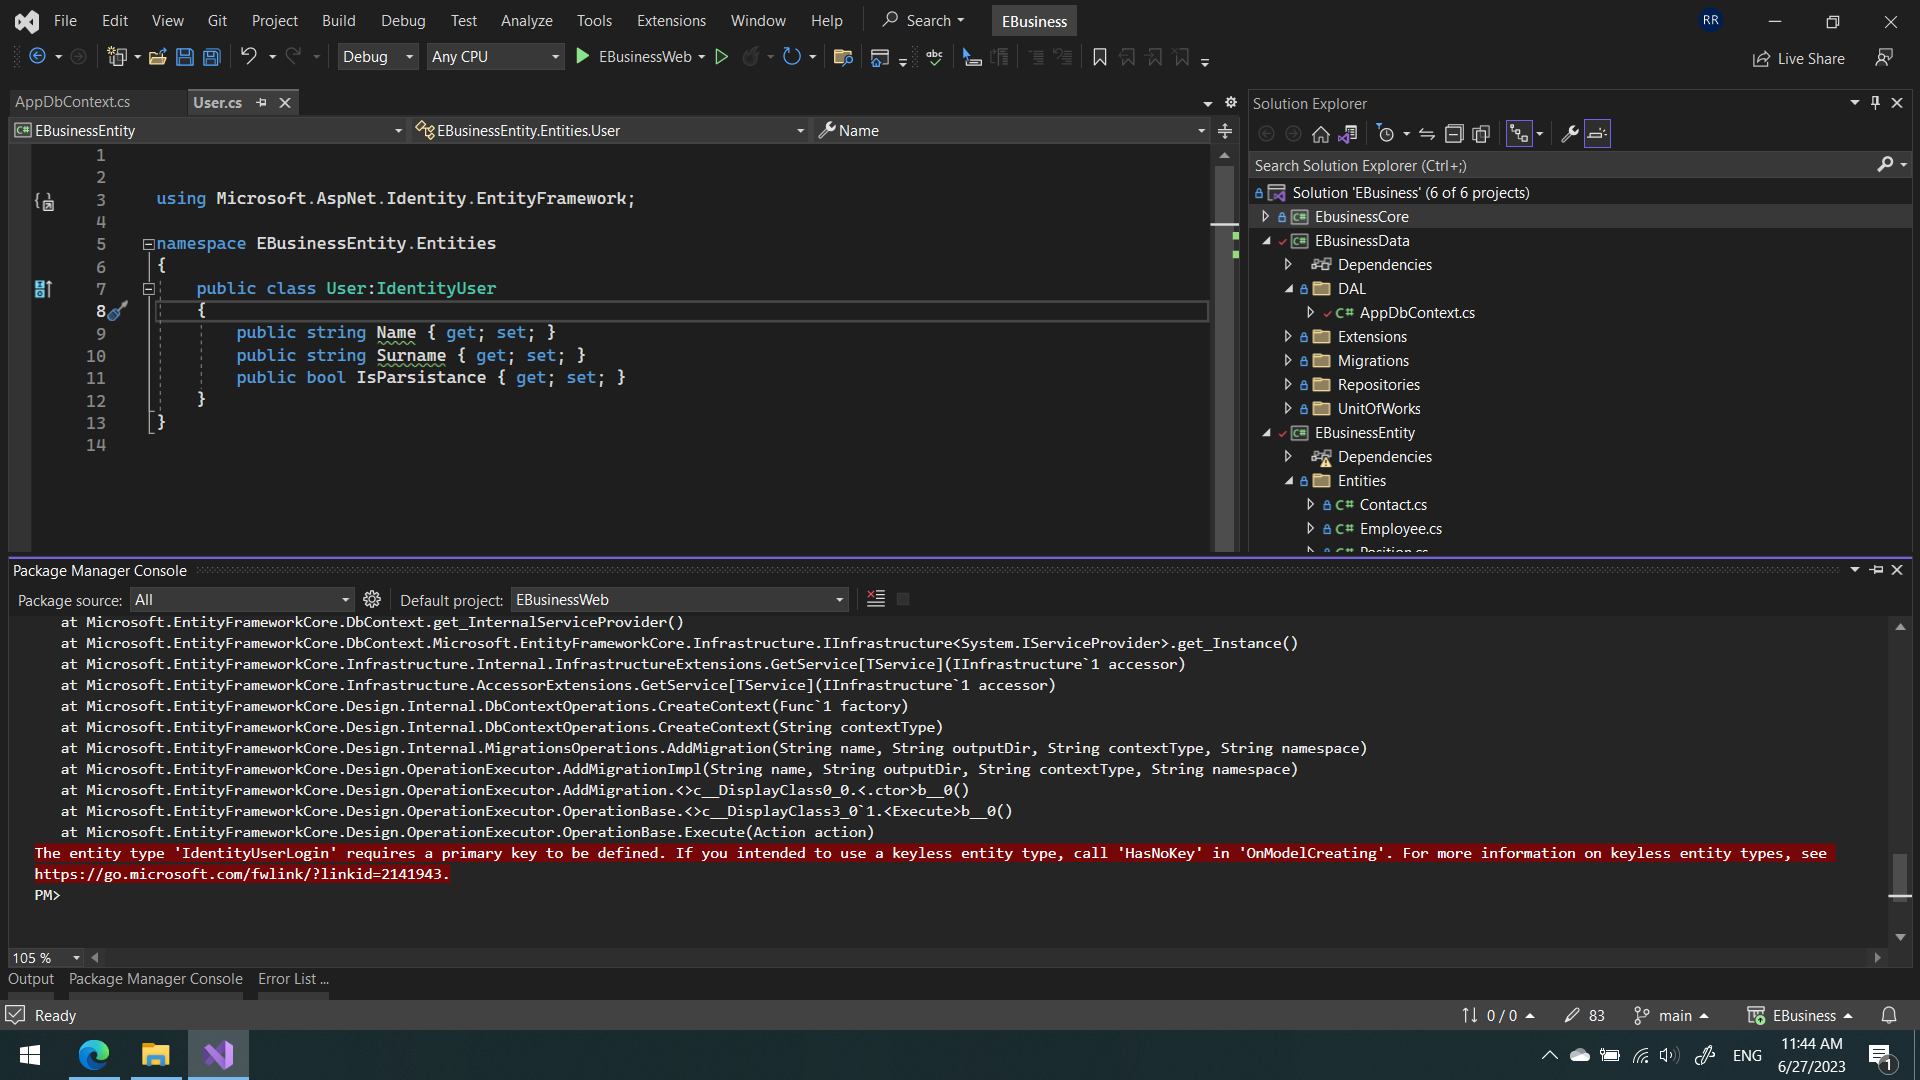 File Edit View Git Project Build Debug Test Analyze Tools Extensions Window Help Search EBusiness RR
Debug Any CPU EBusinessWeb Live Share
AppDbContext.cs User.cs
EBusinessEntity EBusinessEntity.Entities.User Name
1
2
3 using Microsoft.AspNet.Identity.EntityFramework;
4
5 namespace EBusinessEntity.Entities
6 {
7 public class User:IdentityUser
8 {
9 public string Name { get; set; }
10 public string Surname { get; set; }
11 public bool IsParsistance { get; set; }
12 }
13 }
14
Solution Explorer
Search Solution Explorer (Ctrl+;)
Solution 'EBusiness' (6 of 6 projects)
EbusinessCore
EBusinessData
Dependencies
DAL
C# AppDbContext.cs
Extensions
Migrations
Repositories
UnitOfWorks
EBusinessEntity
Dependencies
Entities
C# Contact.cs
C# Employee.cs
C# Position.cs
Package Manager Console
Package source: All Default project: EBusinessWeb
at Microsoft.EntityFrameworkCore.DbContext.get_InternalServiceProvider()
at Microsoft.EntityFrameworkCore.DbContext.Microsoft.EntityFrameworkCore.Infrastructure.IInfrastructure<System.IServiceProvider>.get_Instance()
at Microsoft.EntityFrameworkCore.Infrastructure.Internal.InfrastructureExtensions.GetService[TService](IInfrastructure`1 accessor)
at Microsoft.EntityFrameworkCore.Infrastructure.AccessorExtensions.GetService[TService](IInfrastructure`1 accessor)
at Microsoft.EntityFrameworkCore.Design.Internal.DbContextOperations.CreateContext(Func`1 factory)
at Microsoft.EntityFrameworkCore.Design.Internal.DbContextOperations.CreateContext(String contextType)
at Microsoft.EntityFrameworkCore.Design.Internal.MigrationsOperations.AddMigration(String name, String outputDir, String contextType, String namespace)
at Microsoft.EntityFrameworkCore.Design.OperationExecutor.AddMigrationImpl(String name, String outputDir, String contextType, String namespace)
at Microsoft.EntityFrameworkCore.Design.OperationExecutor.AddMigration.<>c__DisplayClass0_0.<.ctor>b__0()
at Microsoft.EntityFrameworkCore.Design.OperationExecutor.OperationBase.<>c__DisplayClass3_0`1.<Execute>b__0()
at Microsoft.EntityFrameworkCore.Design.OperationExecutor.OperationBase.Execute(Action action)
The entity type 'IdentityUserLogin' requires a primary key to be defined. If you intended to use a keyless entity type, call 'HasNoKey' in 'OnModelCreating'. For more information on keyless entity types, see
https://go.microsoft.com/fwlink/?linkid=2141943.
PM>
105 %
Output Package Manager Console Error List ...
Ready 0 / 0 83 main EBusiness
ENG 11:44 AM
6/27/2023 1